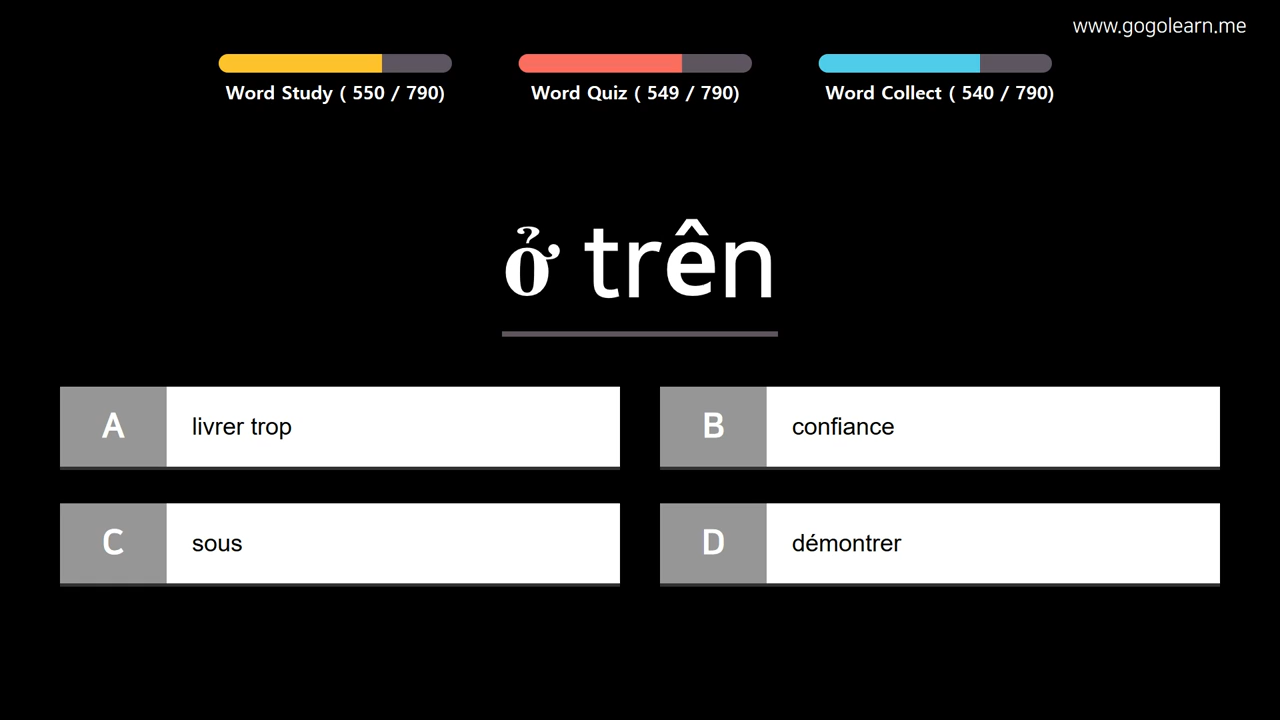 www.gogolearn.me
Word Study ( 550 / 790)
Word Quiz ( 549 / 790)
Word Collect ( 540 / 790)
ở trên
A livrer trop
B confiance
C sous
D démontrer